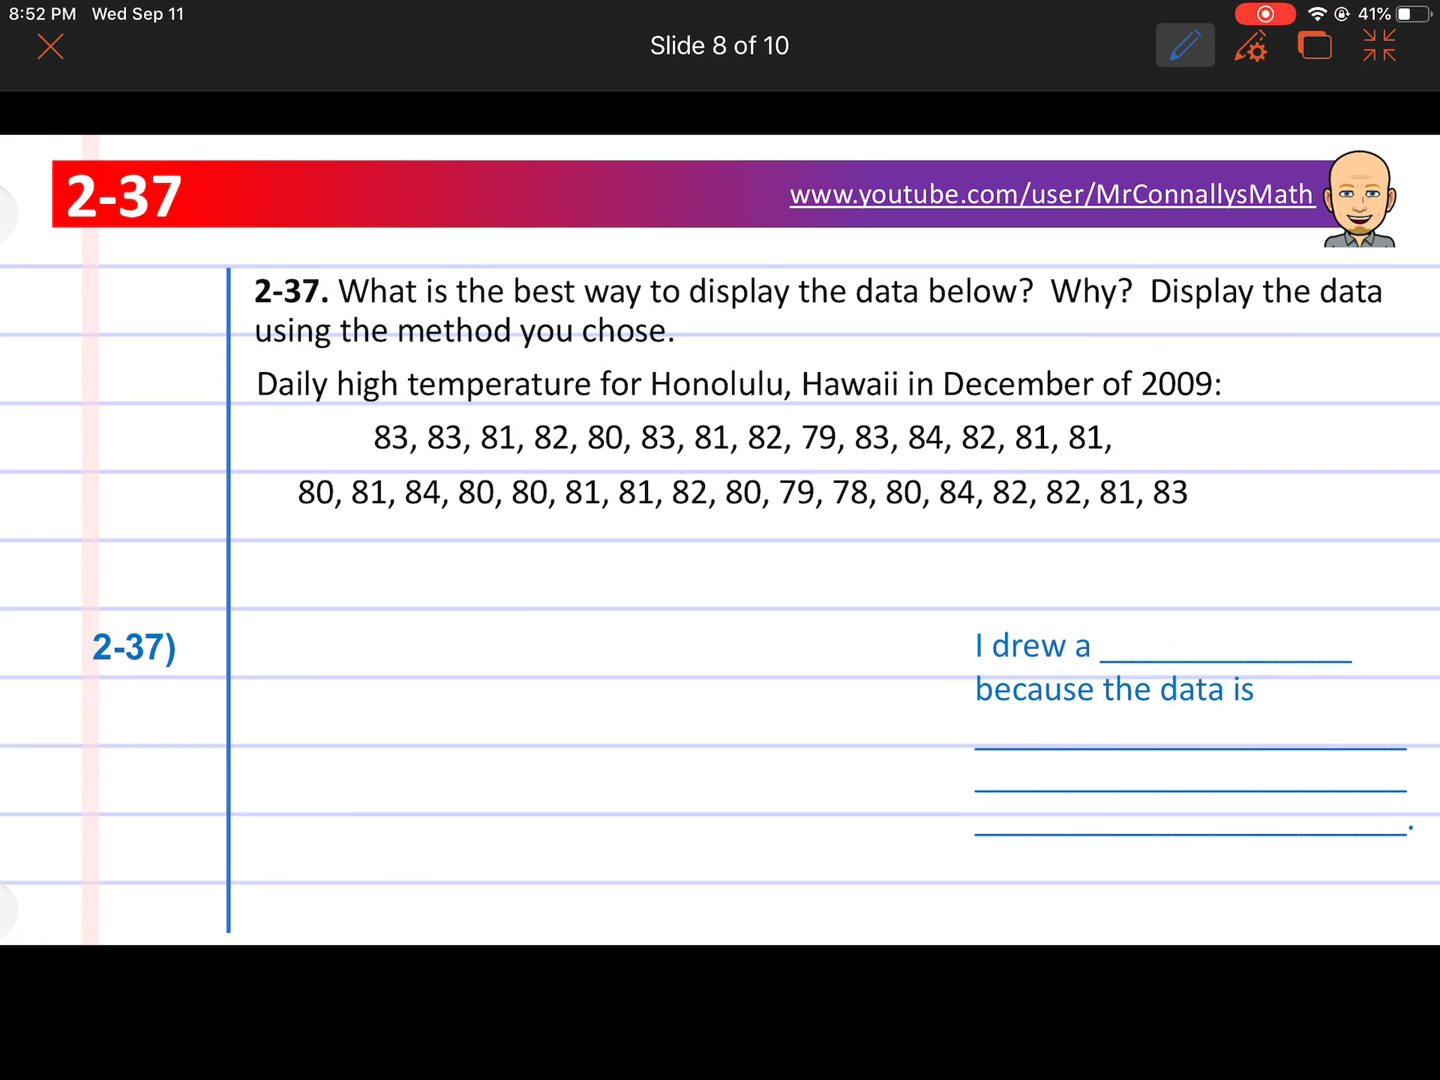 8:52 PM Wed Sep 11
41%
Slide 8 of 10
2-37
www.youtube.com/user/MrConnallysMath
2-37. What is the best way to display the data below? Why? Display the data
using the method you chose.
Daily high temperature for Honolulu, Hawaii in December of 2009:
83, 83, 81, 82, 80, 83, 81, 82, 79, 83, 84, 82, 81, 81,
80, 81, 84, 80, 80, 81, 81, 82, 80, 79, 78, 80, 84, 82, 82, 81, 83
2-37)
I drew a ______________
because the data is
________________________
________________________
________________________.